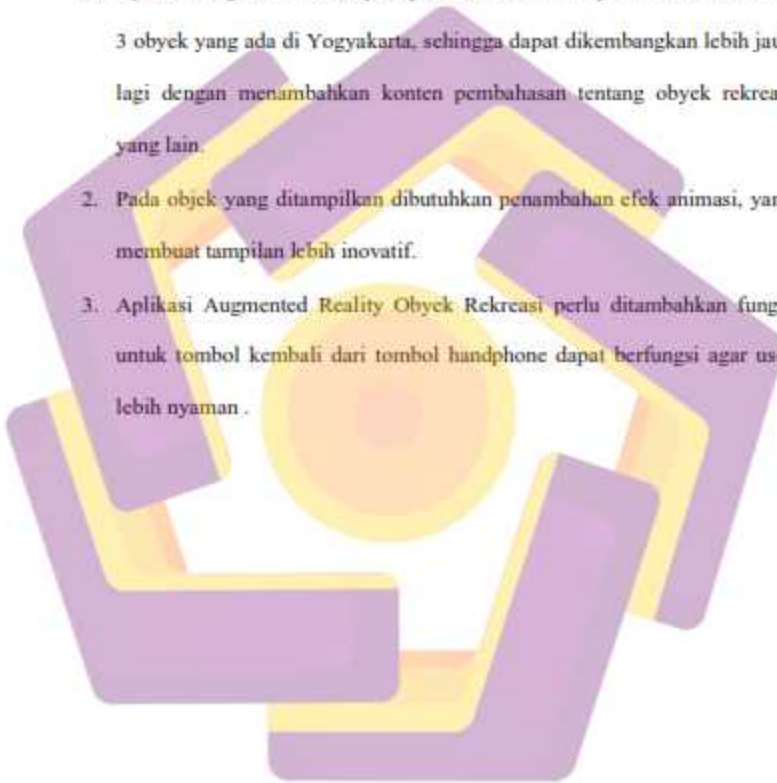 3 obyek yang ada di Yogyakarta, sehingga dapat dikembangkan lebih
lagi dengan menambahkan konten pembahasan tentang obyek
yang lain.
2. Pada objek yang ditampilkan dibutuhkan penambahan efek animasi,
membuat tampilan lebih inovatif.
3. Aplikasi Augmented Reality Obyek Rekreasi perlu ditambahkan
untuk tombol kembali dari tombol handphone dapat berfungsi agar
lebih nyaman .